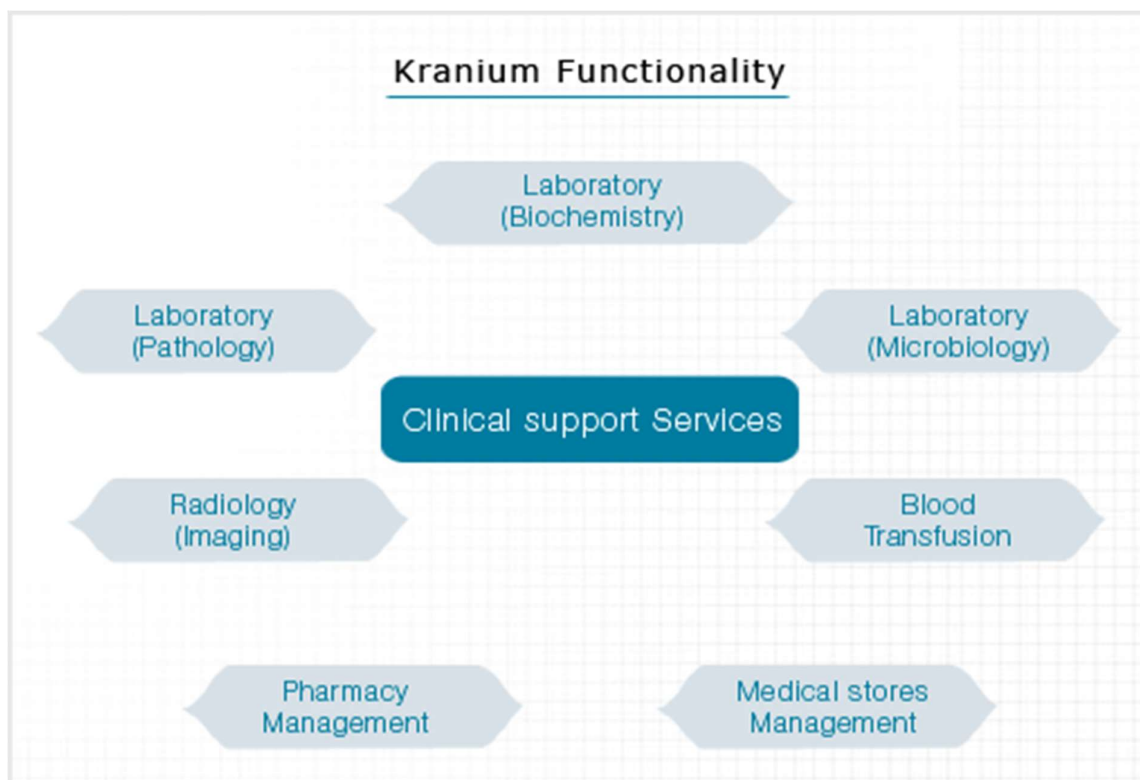 Kranium Functionality
Laboratory
(Biochemistry)
Laboratory
(Pathology)
Laboratory
(Microbiology)
Clinical support Services
Radiology
(Imaging)
Blood
Transfusion
Pharmacy
Management
Medical stores
Management